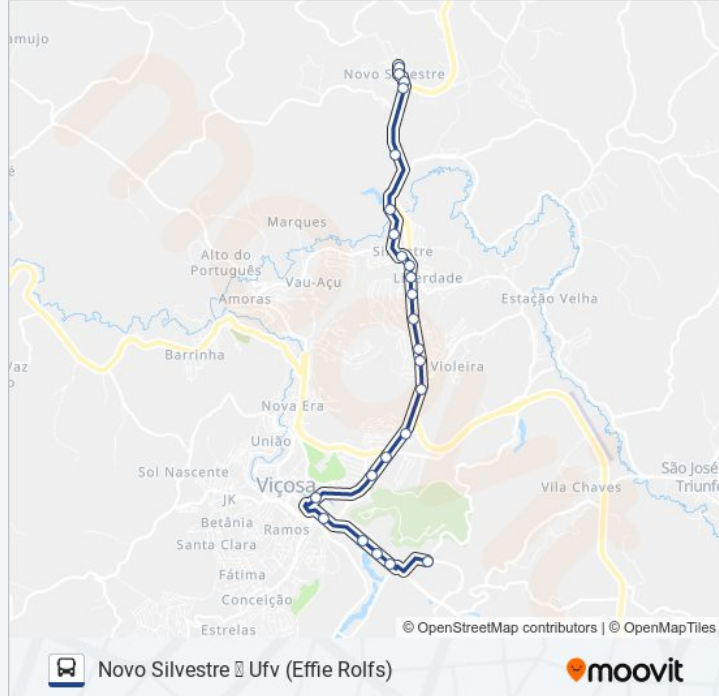 amujo
Novo Silvestre
é
Marques
Alto do
Português
Silvestre
Vau-Açu
Liberdade
Amoras
Estação Velha
Vaz
o
Barrinha
Violeira
Nova Era
União
Sol Nascente
Viçosa
São José
Triunfo
Vila Chaves
JK
Betânia
Ramos
Santa Clara
Fátima
Conceição
Estrelas
© OpenStreetMap contributors | © OpenMapTiles
Novo Silvestre Ufv (Effie Rolfs)
moovit